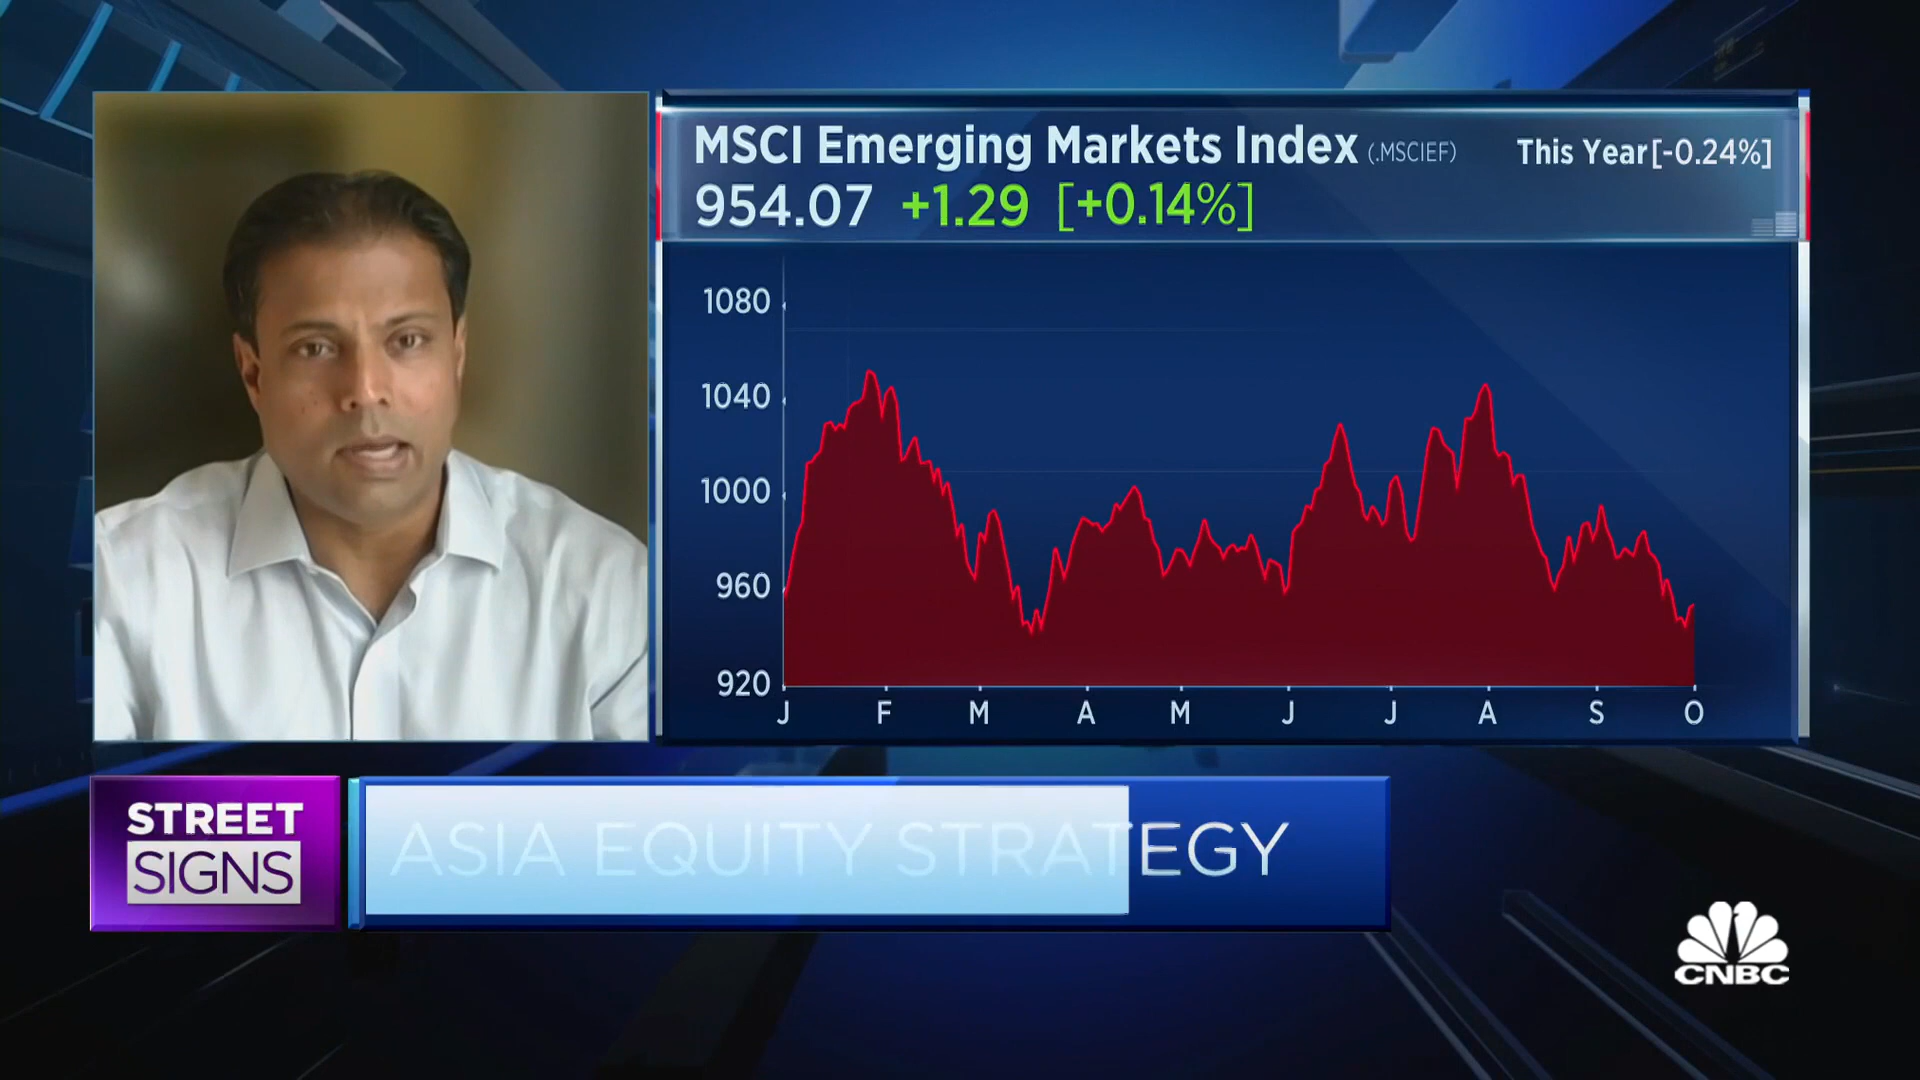 MSCI Emerging Markets Index (.MSCIEF) This Year[-0.24%]
954.07 +1.29 [+0.14%]
1080
1040
1000
960
920
J F M A M J J A S O
STREET
SIGNS
ASIA EQUITY STRATEGY
CNBC